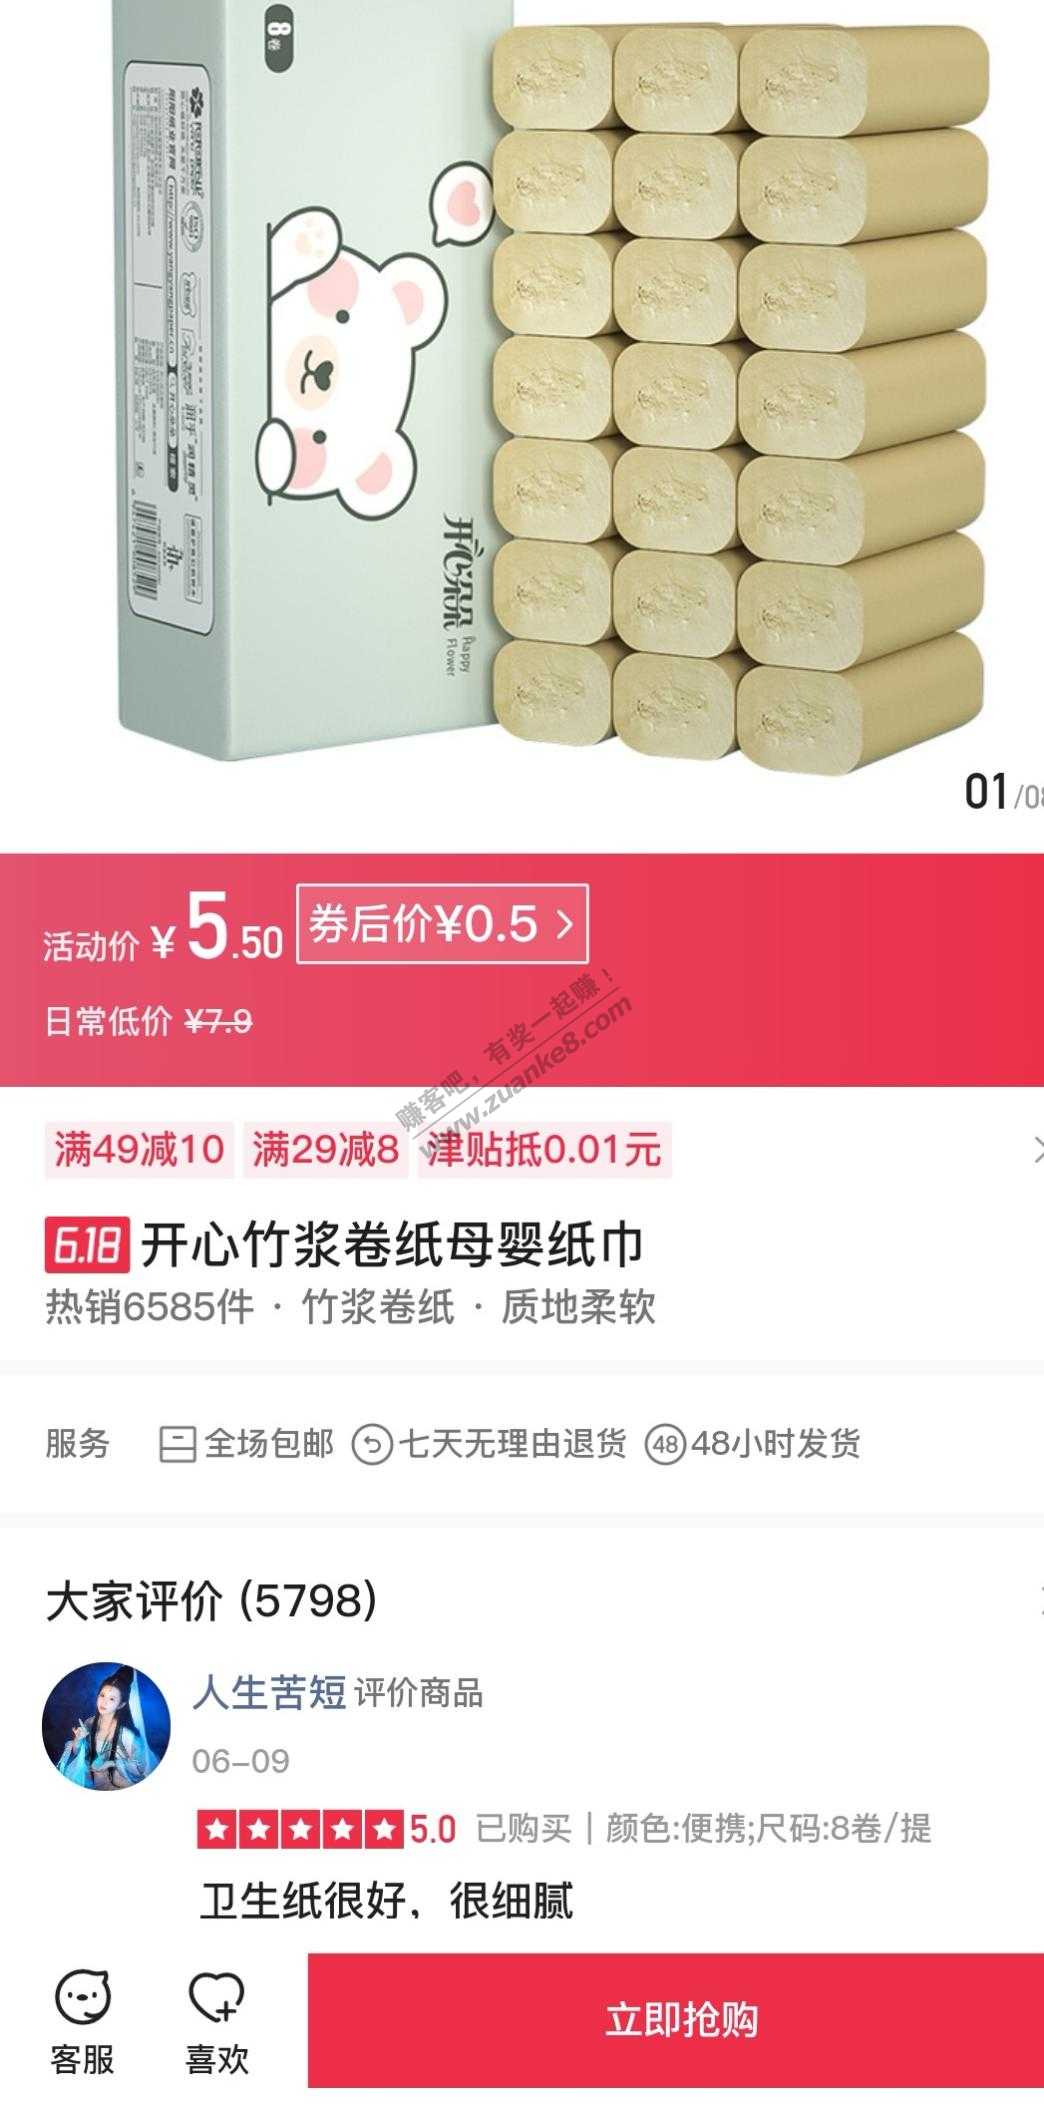 8卷
http://www.yangyangpaper.cn
开心朵朵
Happy
Flower
01/08
活动价 ¥5.50 券后价¥0.5 >
日常低价 ¥7.9
赚客吧，有奖一起赚！
www.zuanke8.com
满49减10 满29减8 津贴抵0.01元
6.18 开心竹浆卷纸母婴纸巾
热销6585件 · 竹浆卷纸 · 质地柔软
服务 全场包邮 七天无理由退货 48 48小时发货
大家评价 (5798)
人生苦短 评价商品
06-09
5.0 已购买 | 颜色:便携;尺码:8卷/提
卫生纸很好，很细腻
客服 喜欢 立即抢购